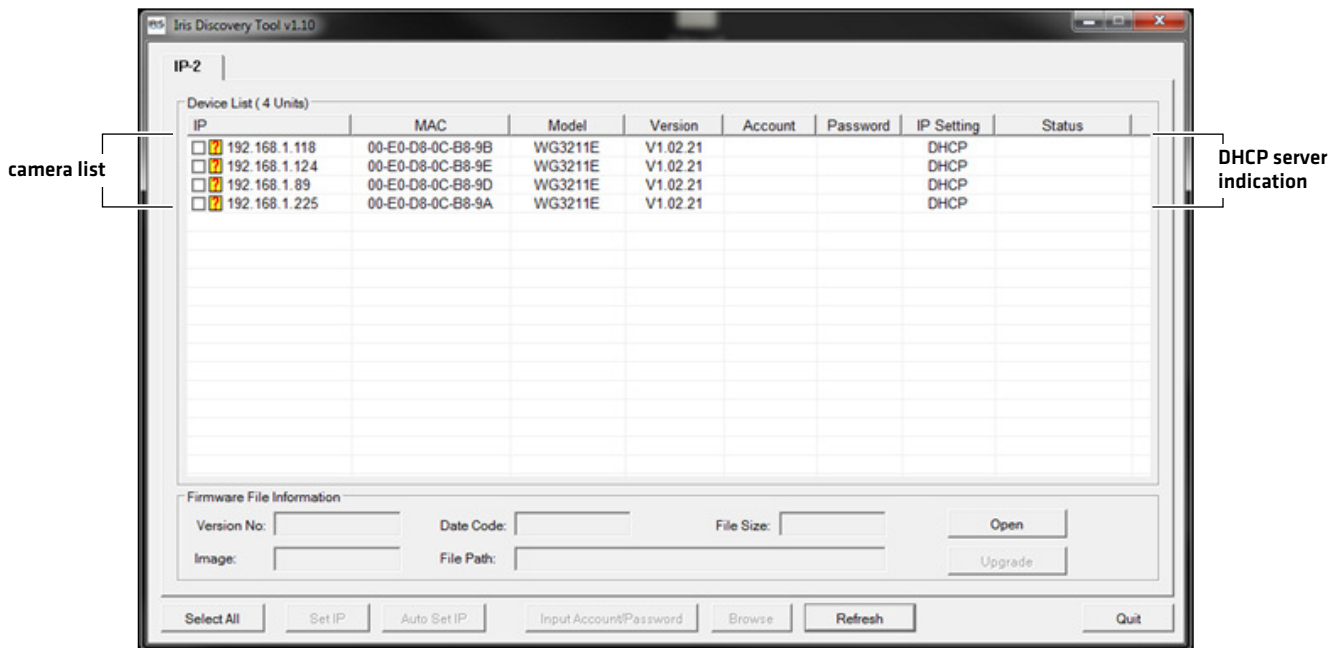 Iris Discovery Tool v1.10
IP-2
Device List ( 4 Units)
IP MAC Model Version Account Password IP Setting Status
192.168.1.118 00-E0-D8-0C-B8-9B WG3211E V1.02.21 DHCP
192.168.1.124 00-E0-D8-0C-B8-9E WG3211E V1.02.21 DHCP
192.168.1.89 00-E0-D8-0C-B8-9D WG3211E V1.02.21 DHCP
192.168.1.225 00-E0-D8-0C-B8-9A WG3211E V1.02.21 DHCP
camera list
DHCP server
indication
Firmware File Information
Version No: Date Code: File Size: Open
Image: File Path: Upgrade
Select All Set IP Auto Set IP Input Account/Password Browse Refresh Quit